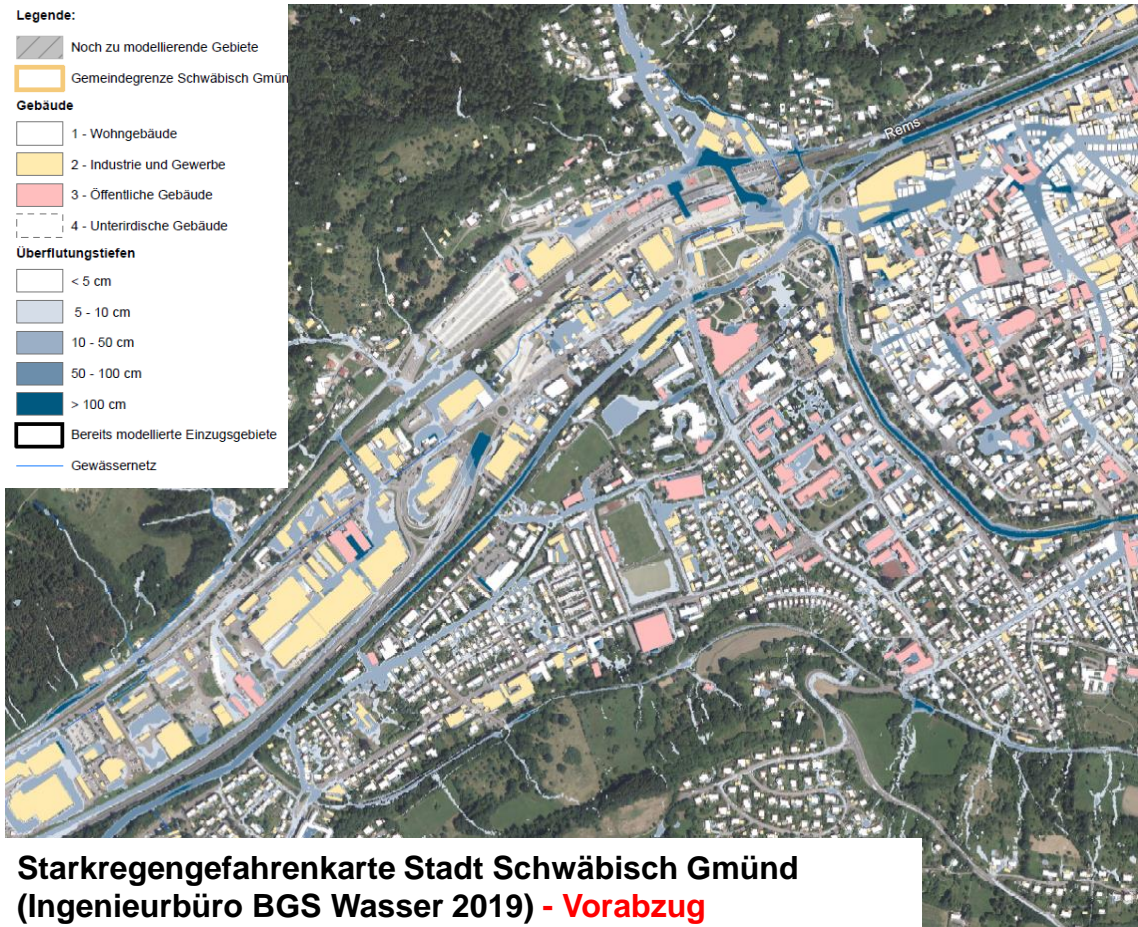 Legende:
Noch zu modellierende Gebiete
Gemeindegrenze Schwäbisch Gmün
Gebäude
1 - Wohngebäude
2 - Industrie und Gewerbe
3 - Öffentliche Gebäude
4 - Unterirdische Gebäude
Überflutungstiefen
< 5 cm
5 - 10 cm
10 - 50 cm
50 - 100 cm
> 100 cm
Bereits modellierte Einzugsgebiete
Gewässernetz
Rems
Starkregengefahrenkarte Stadt Schwäbisch Gmünd
(Ingenieurbüro BGS Wasser 2019) - Vorabzug